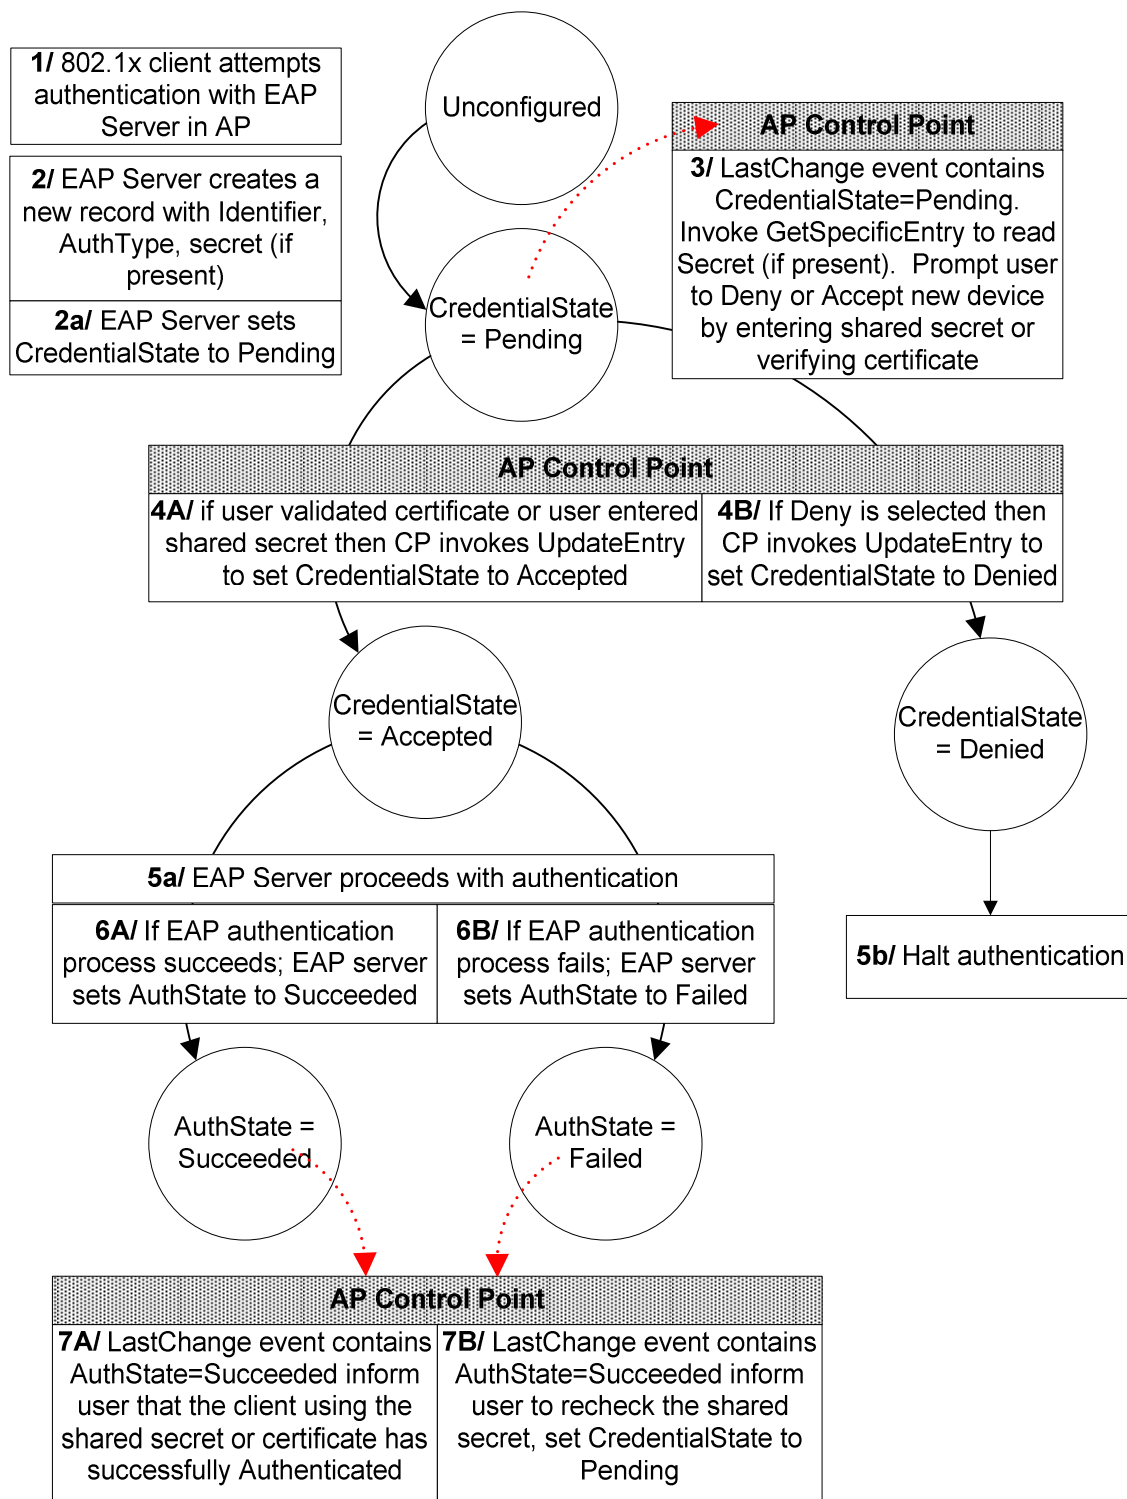 1/ 802.1x client attempts
authentication with EAP
Server in AP
Unconfigured
2/ EAP Server creates a
new record with Identifier,
AuthType, secret (if
present)
2a/ EAP Server sets
CredentialState to Pending
AP Control Point
3/ LastChange event contains
CredentialState=Pending.
Invoke GetSpecificEntry to read
Secret (if present).  Prompt user
to Deny or Accept new device
by entering shared secret or
verifying certificate
CredentialState
= Pending
AP Control Point
4A/ if user validated certificate or user entered
shared secret then CP invokes UpdateEntry
to set CredentialState to Accepted
4B/ If Deny is selected then
CP invokes UpdateEntry to
set CredentialState to Denied
CredentialState
= Accepted
CredentialState
= Denied
5a/ EAP Server proceeds with authentication
6A/ If EAP authentication
process succeeds; EAP server
sets AuthState to Succeeded
6B/ If EAP authentication
process fails; EAP server
sets AuthState to Failed
5b/ Halt authentication
AuthState =
Succeeded
AuthState =
Failed
AP Control Point
7A/ LastChange event contains
AuthState=Succeeded inform
user that the client using the
shared secret or certificate has
successfully Authenticated
7B/ LastChange event contains
AuthState=Succeeded inform
user to recheck the shared
secret, set CredentialState to
Pending